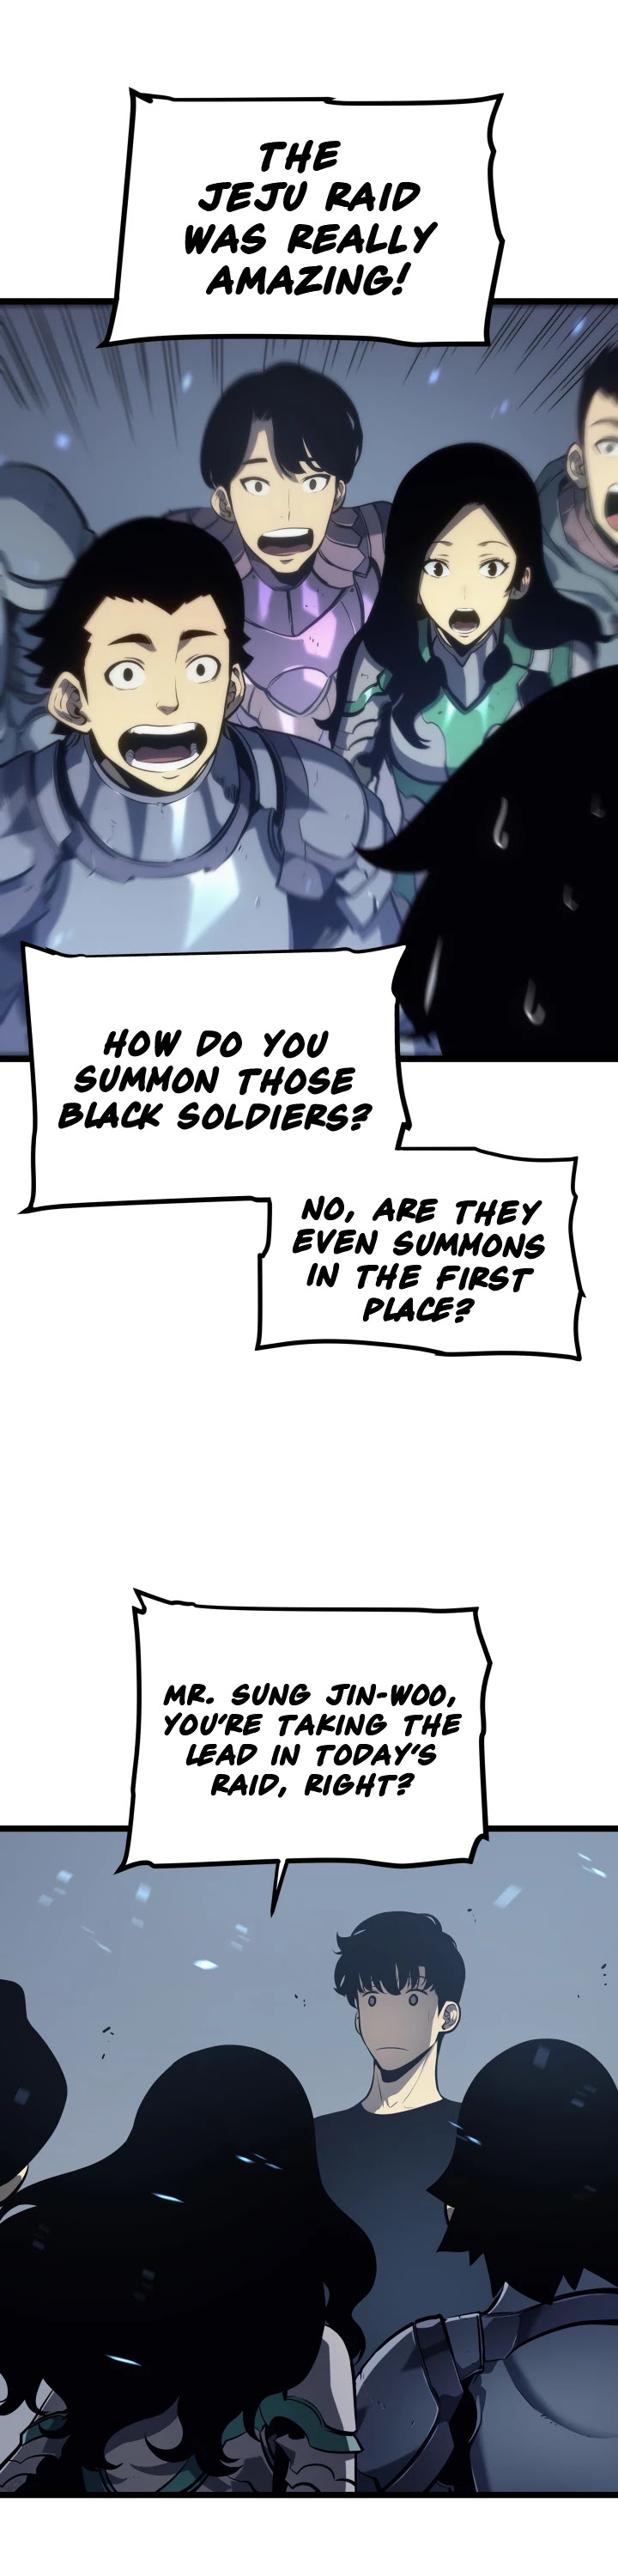 THE
JEJU RAID
WAS REALLY
AMAZING!
HOW DO YOU
SUMMON THOSE
BLACK SOLDIERS?
NO, ARE THEY
EVEN SUMMONS
IN THE FIRST
PLACE?
MR. SUNG JIN-WOO,
YOU'RE TAKING THE
LEAD IN TODAY'S
RAID, RIGHT?